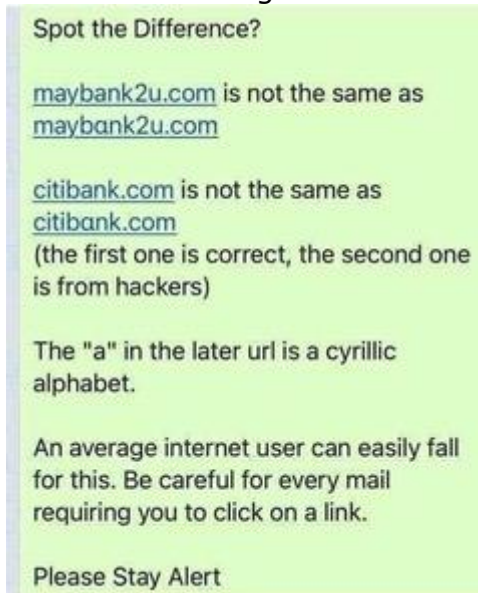 Spot the Difference?
maybank2u.com is not the same as
maybɑnk2u.com
citibank.com is not the same as
citibɑnk.com
(the first one is correct, the second one
is from hackers)
The "a" in the later url is a cyrillic
alphabet.
An average internet user can easily fall
for this. Be careful for every mail
requiring you to click on a link.
Please Stay Alert